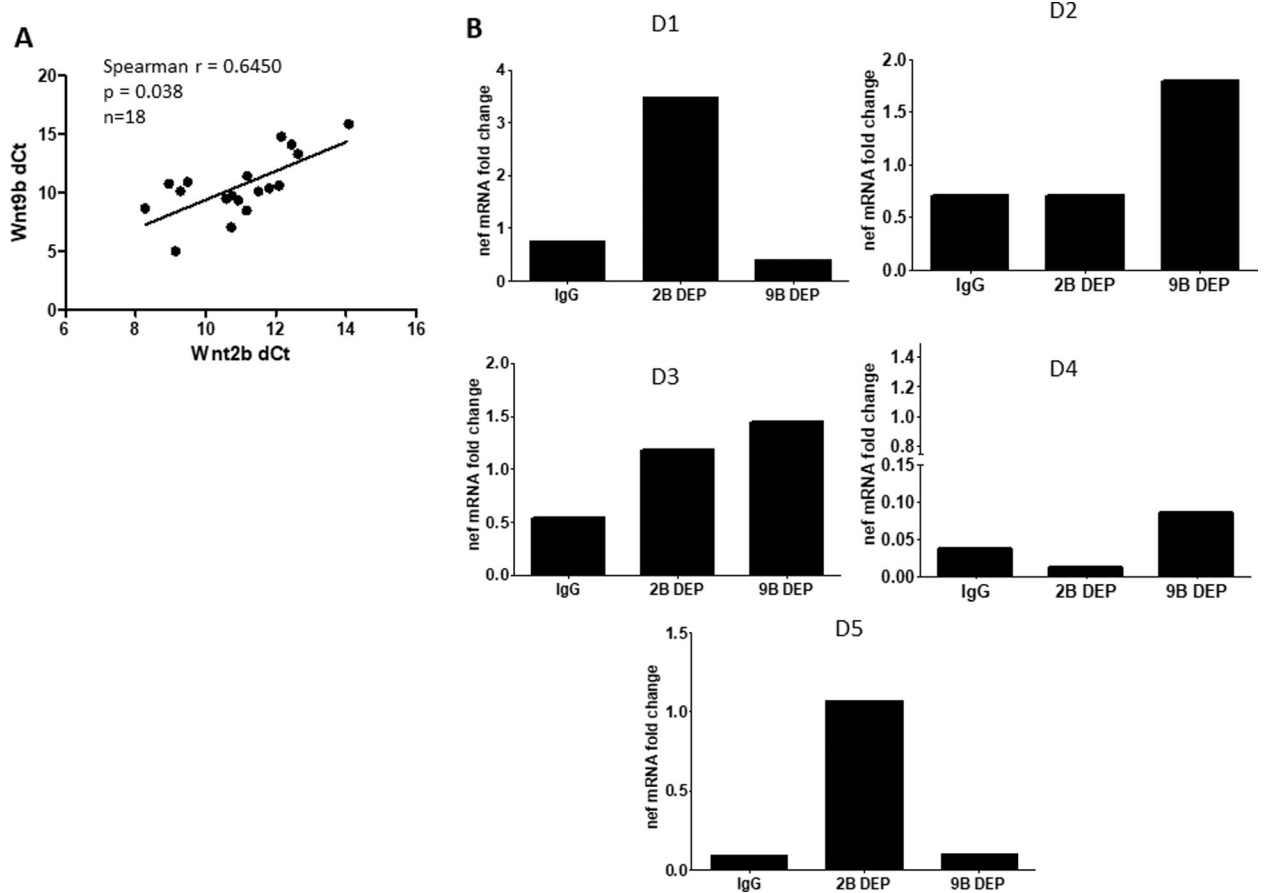 A
Spearman r = 0.6450
p = 0.038
n=18
20
15
10
5
0
Wnt9b dCt
6 8 10 12 14 16
Wnt2b dCt
B
D1
nef mRNA fold change
4
3
2
1
0
IgG 2B DEP 9B DEP
D2
nef mRNA fold change
2.0
1.5
1.0
0.5
0.0
IgG 2B DEP 9B DEP
D3
nef mRNA fold change
2.0
1.5
1.0
0.5
0.0
IgG 2B DEP 9B DEP
D4
nef mRNA fold change
1.4
1.2
1.0
0.8
0.15
0.10
0.05
0.00
IgG 2B DEP 9B DEP
D5
nef mRNA fold change
1.5
1.0
0.5
0.0
IgG 2B DEP 9B DEP